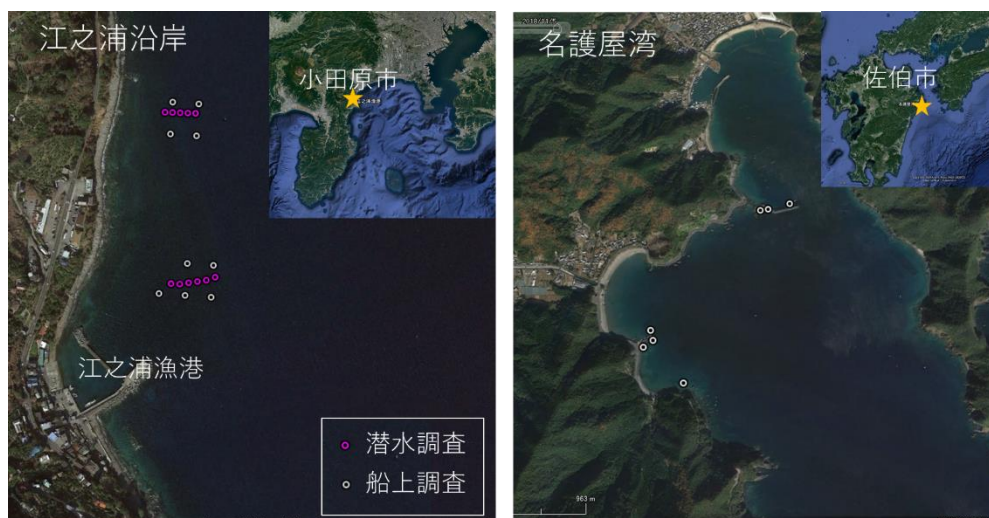 江之浦沿岸
小田原市
江之浦漁港
潜水調査
船上調査
名護屋湾
佐伯市
963 m